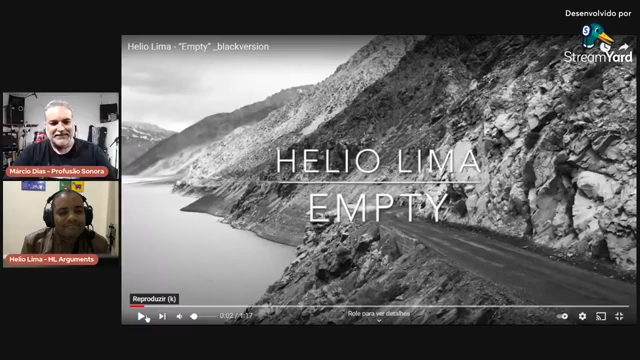 Desenvolvido por
StreamYard
Helio Lima - "Empty" _blackversion
HELIO LIMA
EMPTY
Márcio Dias - Profusão Sonora
Helio Lima - HL Arguments
Reproduzir (k)
0:02 / 1:17
Role para ver detalhes